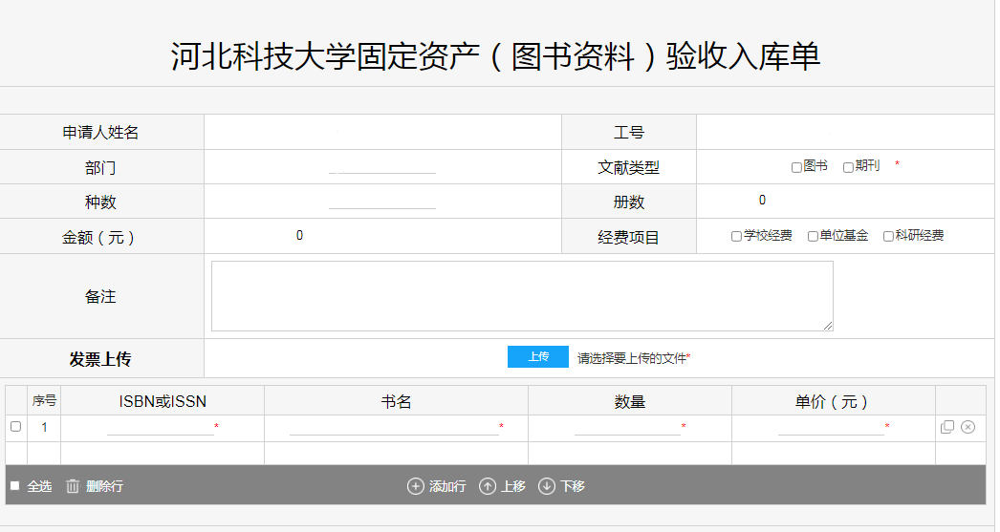 河北科技大学固定资产（图书资料）验收入库单
申请人姓名 工号
部门 文献类型 图书 期刊 *
种数 册数 0
金额（元） 0 经费项目 学校经费 单位基金 科研经费
备注
发票上传 上传 请选择要上传的文件*
序号 ISBN或ISSN 书名 数量 单价（元）
1 * * * *
全选 删除行 添加行 上移 下移